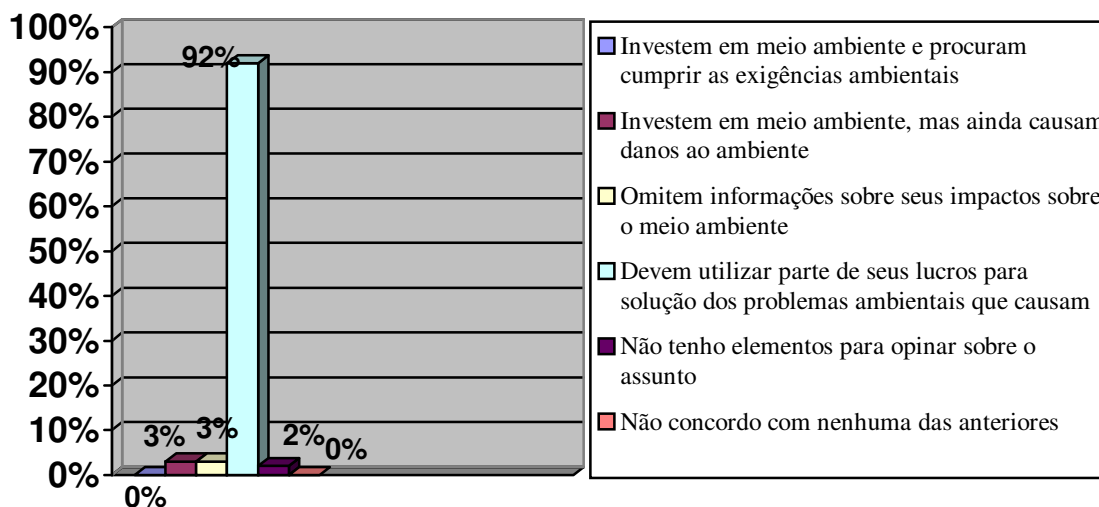 100%
90%
80%
70%
60%
50%
40%
30%
20%
10%
0%
0%
3%
3%
92%
2%
0%
Investem em meio ambiente e procuram
cumprir as exigências ambientais
Investem em meio ambiente, mas ainda causam
danos ao ambiente
Omitem informações sobre seus impactos sobre
o meio ambiente
Devem utilizar parte de seus lucros para
solução dos problemas ambientais que causam
Não tenho elementos para opinar sobre o
assunto
Não concordo com nenhuma das anteriores